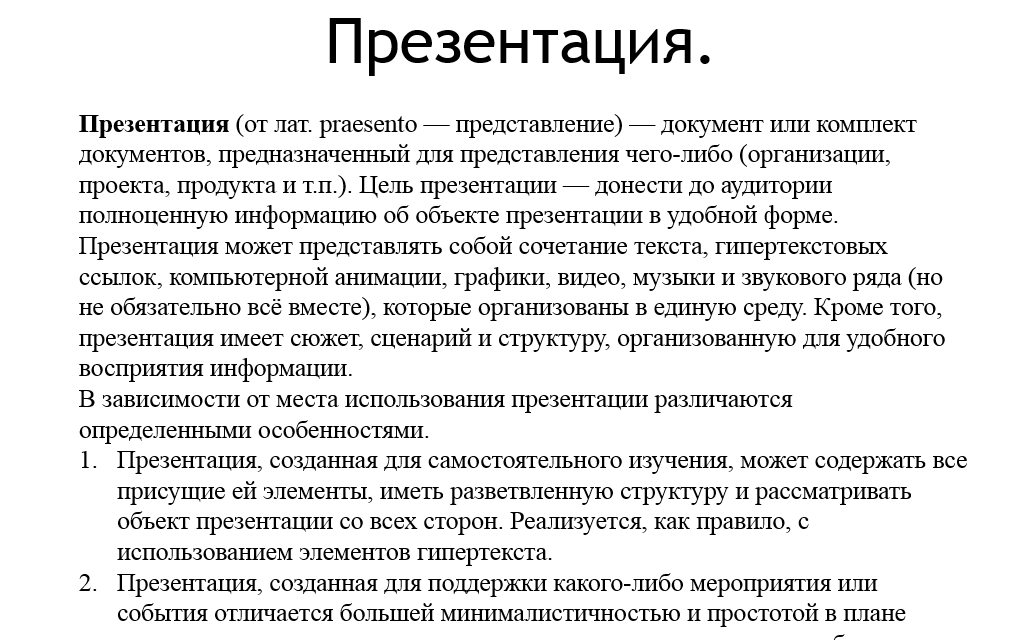 Презентация.
Презентация (от лат. praesento — представление) — документ или комплект
документов, предназначенный для представления чего-либо (организации,
проекта, продукта и т.п.). Цель презентации — донести до аудитории
полноценную информацию об объекте презентации в удобной форме.
Презентация может представлять собой сочетание текста, гипертекстовых
ссылок, компьютерной анимации, графики, видео, музыки и звукового ряда (но
не обязательно всё вместе), которые организованы в единую среду. Кроме того,
презентация имеет сюжет, сценарий и структуру, организованную для удобного
восприятия информации.
В зависимости от места использования презентации различаются
определенными особенностями.
1. Презентация, созданная для самостоятельного изучения, может содержать все
присущие ей элементы, иметь разветвленную структуру и рассматривать
объект презентации со всех сторон. Реализуется, как правило, с
использованием элементов гипертекста.
2. Презентация, созданная для поддержки какого-либо мероприятия или
события отличается большей минималистичностью и простотой в плане